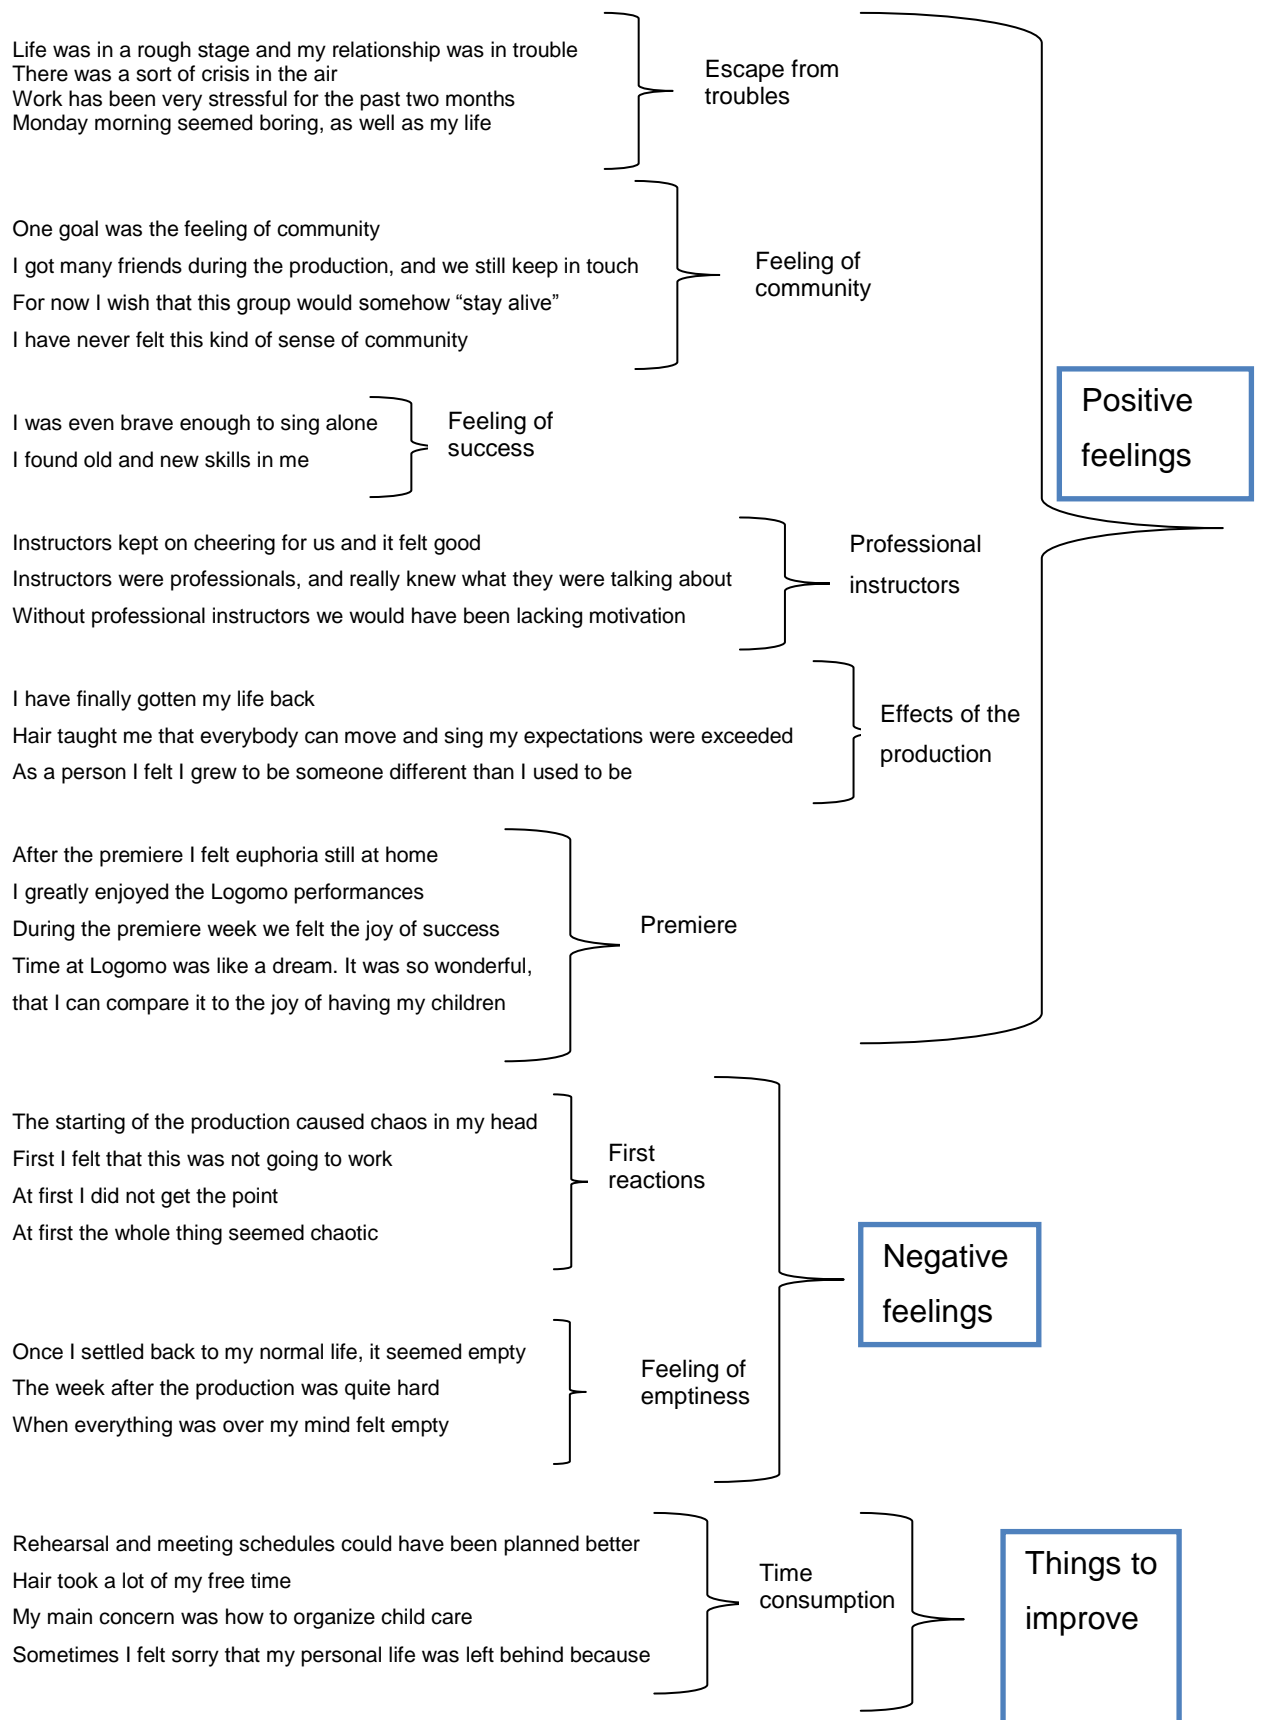 Life was in a rough stage and my relationship was in trouble
There was a sort of crisis in the air
Work has been very stressful for the past two months
Monday morning seemed boring, as well as my life
Escape from
troubles
One goal was the feeling of community
I got many friends during the production, and we still keep in touch
For now I wish that this group would somehow “stay alive”
I have never felt this kind of sense of community
Feeling of
community
I was even brave enough to sing alone
I found old and new skills in me
Feeling of
success
Instructors kept on cheering for us and it felt good
Instructors were professionals, and really knew what they were talking about
Without professional instructors we would have been lacking motivation
Professional
instructors
I have finally gotten my life back
Hair taught me that everybody can move and sing my expectations were exceeded
As a person I felt I grew to be someone different than I used to be
Effects of the
production
After the premiere I felt euphoria still at home
I greatly enjoyed the Logomo performances
During the premiere week we felt the joy of success
Time at Logomo was like a dream. It was so wonderful,
that I can compare it to the joy of having my children
Premiere
Positive
feelings
The starting of the production caused chaos in my head
First I felt that this was not going to work
At first I did not get the point
At first the whole thing seemed chaotic
First
reactions
Once I settled back to my normal life, it seemed empty
The week after the production was quite hard
When everything was over my mind felt empty
Feeling of
emptiness
Negative
feelings
Rehearsal and meeting schedules could have been planned better
Hair took a lot of my free time
My main concern was how to organize child care
Sometimes I felt sorry that my personal life was left behind because
Time
consumption
Things to
improve